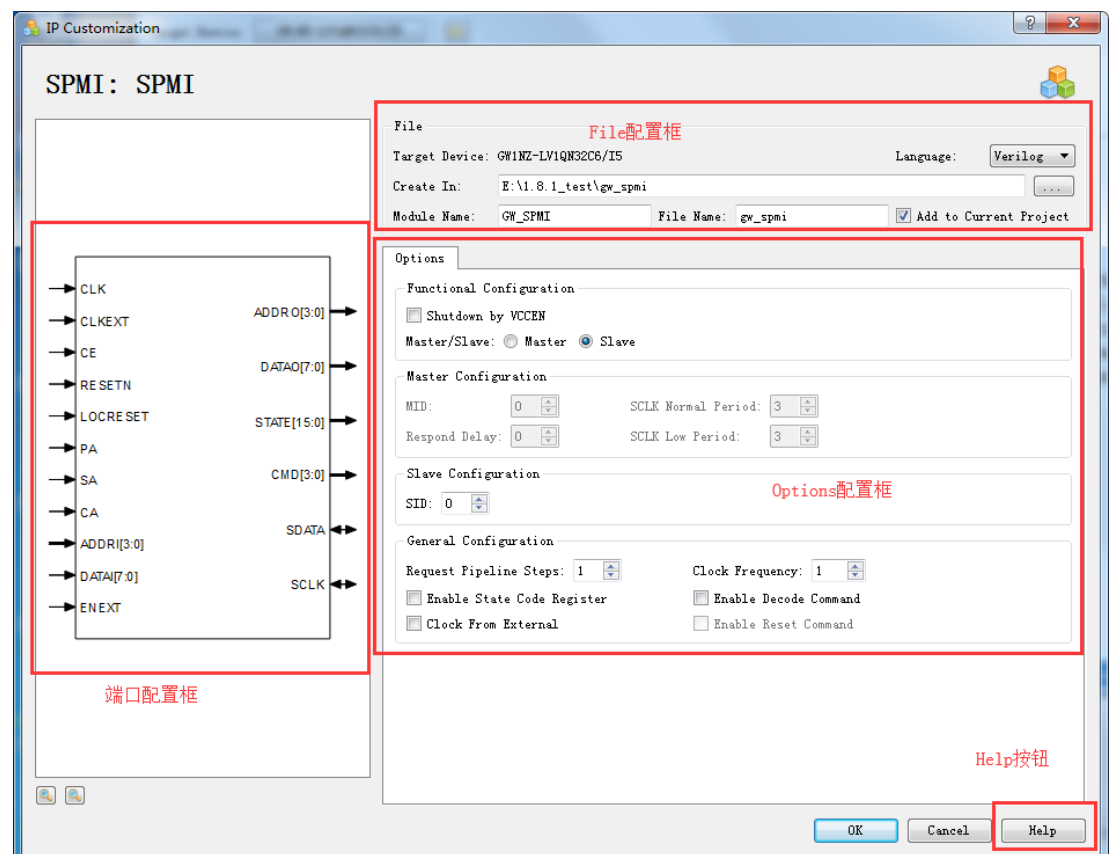 IP Customization
SPMI: SPMI
File
File配置框
Target Device: GW1NZ-LV1QN32C6/I5
Language: Verilog
Create In: E:\1.8.1_test\gw_spmi
...
Module Name: GW_SPMI
File Name: gw_spmi
Add to Current Project
CLK
CLKEXT
CE
RESETN
LOCRESET
PA
SA
CA
ADDRI[3:0]
DATAI[7:0]
ENEXT
ADDRO[3:0]
DATAO[7:0]
STATE[15:0]
CMD[3:0]
SDATA
SCLK
端口配置框
Options
Functional Configuration
Shutdown by VCCEN
Master/Slave: Master Slave
Master Configuration
MID: 0
SCLK Normal Period: 3
Respond Delay: 0
SCLK Low Period: 3
Slave Configuration
SID: 0
Options配置框
General Configuration
Request Pipeline Steps: 1
Clock Frequency: 1
Enable State Code Register
Enable Decode Command
Clock From External
Enable Reset Command
Help按钮
OK
Cancel
Help